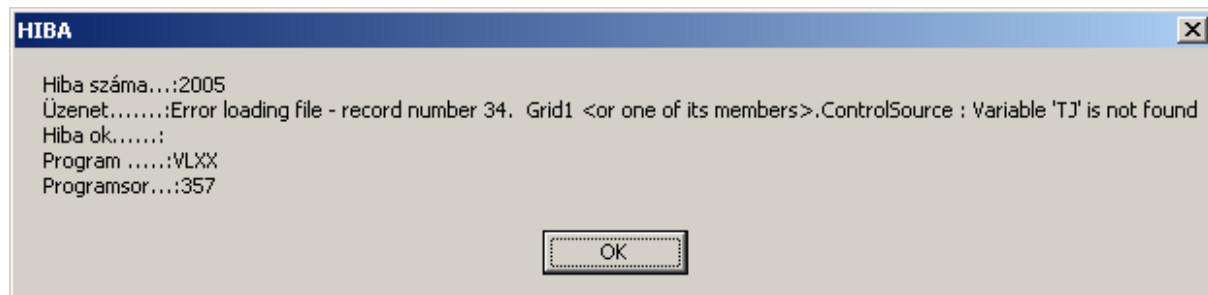 HIBA
Hiba száma...:2005
Üzenet.......:Error loading file - record number 34.  Grid1 <or one of its members>.ControlSource : Variable 'TJ' is not found
Hiba ok......:
Program .....:VLXX
Programsor...:357
OK